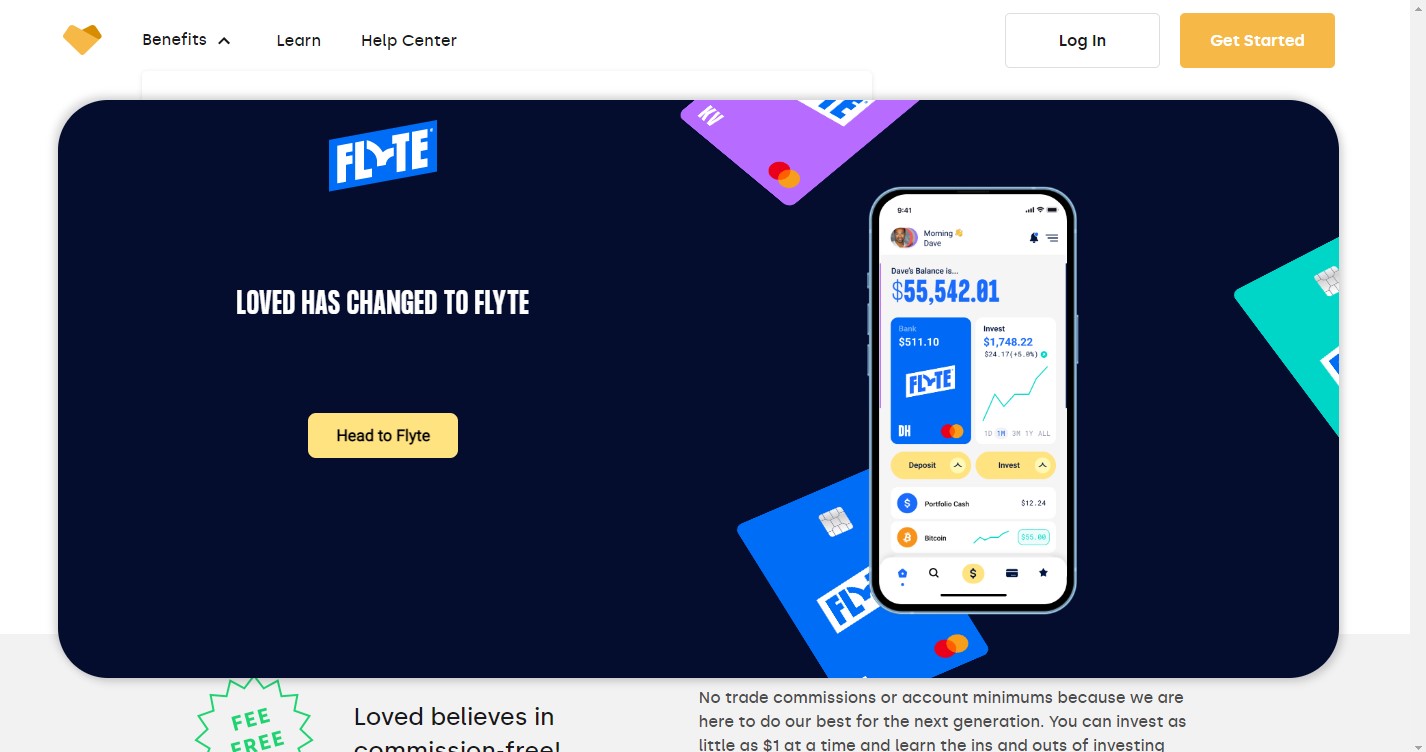 Benefits
Learn
Help Center
Log In
Get Started
FLYTE
KV
LOVED HAS CHANGED TO FLYTE
Head to Flyte
9:41
Morning 👋
Dave
Dave's Balance is...
$55,542.01
Bank
$511.10
FLYTE
DH
Invest
$1,748.22
$24.17(+5.0%)
1D 1M 3M 1Y ALL
Deposit
Invest
$ Portfolio Cash $12.24
Bitcoin $55.00
$
FEE
FREE
Loved believes in
commission-free!
No trade commissions or account minimums because we are
here to do our best for the next generation. You can invest as
little as $1 at a time and learn the ins and outs of investing